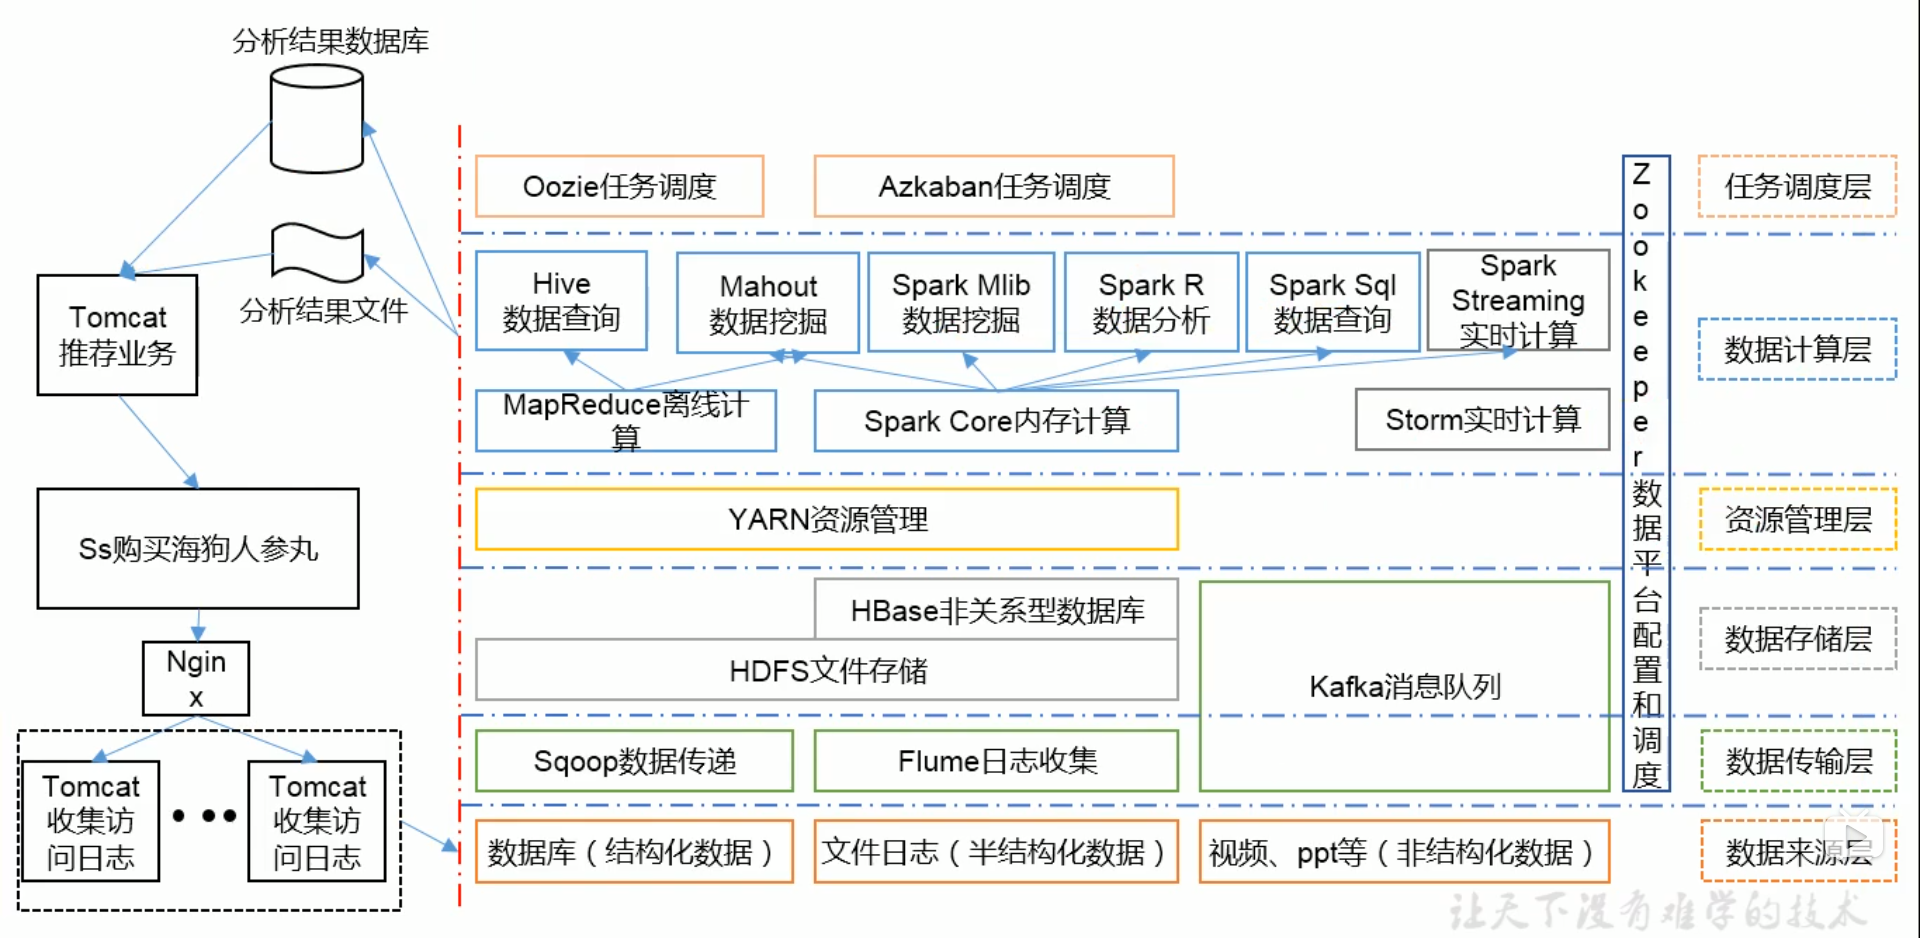 分析结果数据库
分析结果文件
Tomcat
推荐业务
Ss购买海狗人参丸
Ngin
x
Tomcat
收集访
问日志
Tomcat
收集访
问日志
Oozie任务调度
Azkaban任务调度
任务调度层
Hive
数据查询
Mahout
数据挖掘
Spark Mlib
数据挖掘
Spark R
数据分析
Spark Sql
数据查询
Spark
Streaming
实时计算
MapReduce离线计
算
Spark Core内存计算
Storm实时计算
数据计算层
YARN资源管理
资源管理层
HBase非关系型数据库
HDFS文件存储
Kafka消息队列
数据存储层
Sqoop数据传递
Flume日志收集
数据传输层
数据库（结构化数据）
文件日志（半结构化数据）
视频、ppt等（非结构化数据）
数据来源层
Z
o
o
k
e
e
p
e
r
数
据
平
台
配
置
和
调
度
让天下没有难学的技术